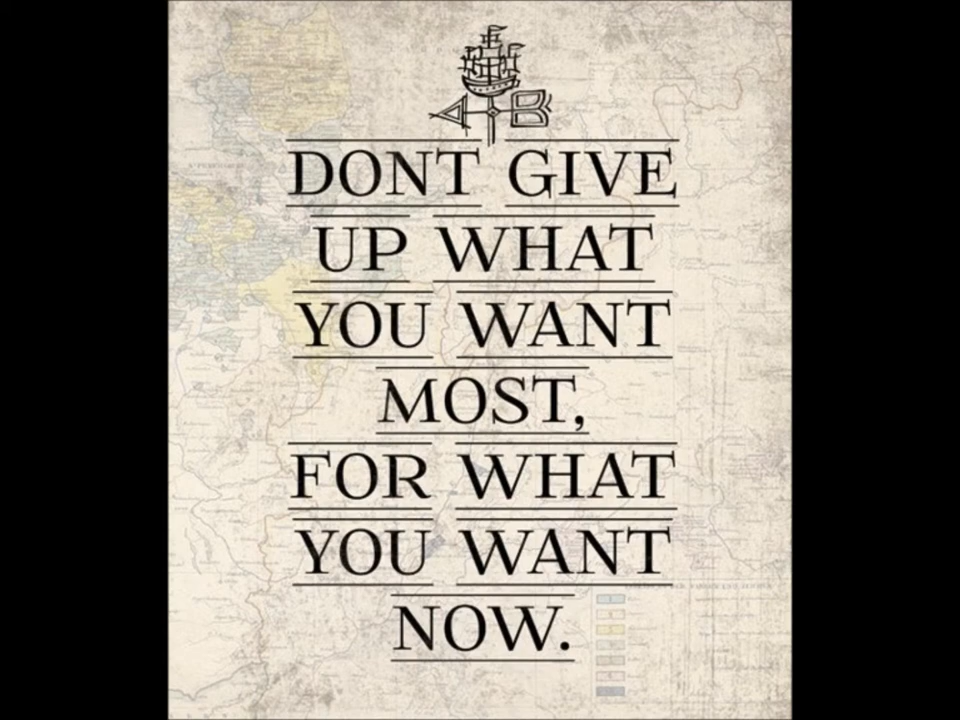 A B
DONT GIVE
UP WHAT
YOU WANT
MOST,
FOR WHAT
YOU WANT
NOW.